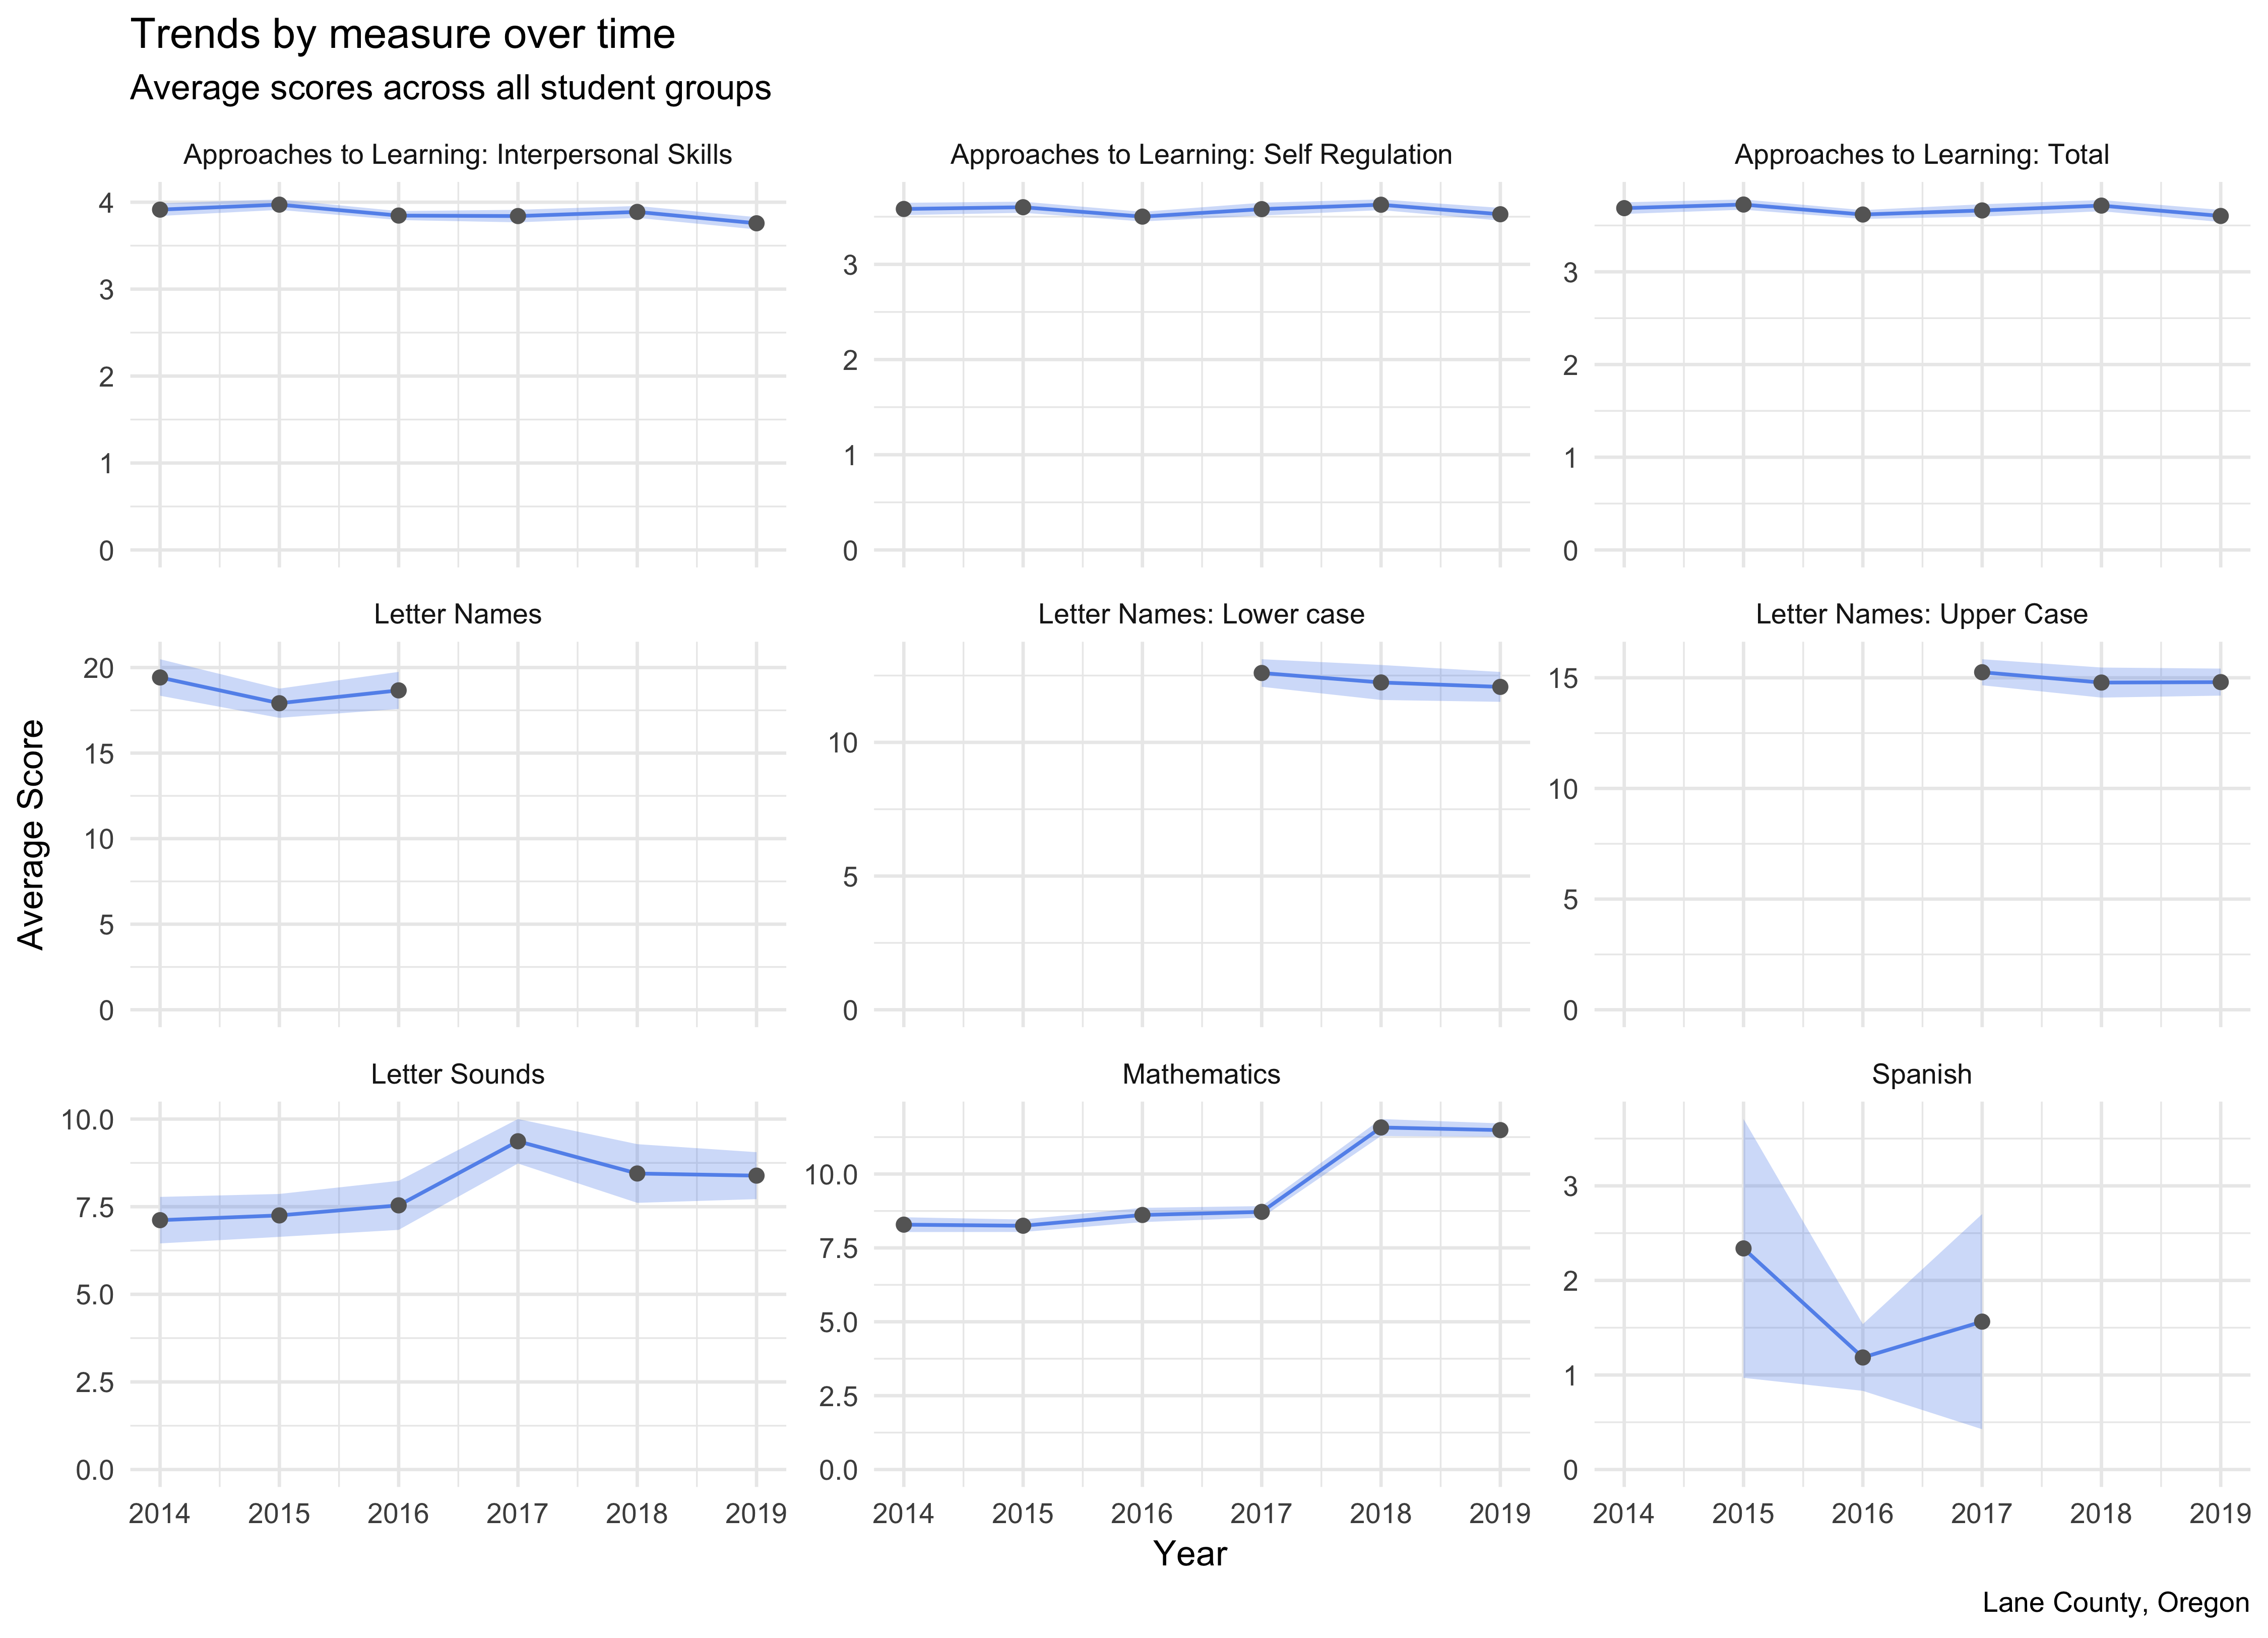 Trends by measure over time
Average scores across all student groups
Approaches to Learning: Interpersonal Skills
Approaches to Learning: Self Regulation
Approaches to Learning: Total
4
3
2
1
0
3
2
1
0
3
2
1
0
Letter Names
Letter Names: Lower case
Letter Names: Upper Case
20
15
10
5
0
10
5
0
15
10
5
0
Average Score
Letter Sounds
Mathematics
Spanish
10.0
7.5
5.0
2.5
0.0
10.0
7.5
5.0
2.5
0.0
3
2
1
0
2014 2015 2016 2017 2018 2019
2014 2015 2016 2017 2018 2019
2014 2015 2016 2017 2018 2019
Year
Lane County, Oregon